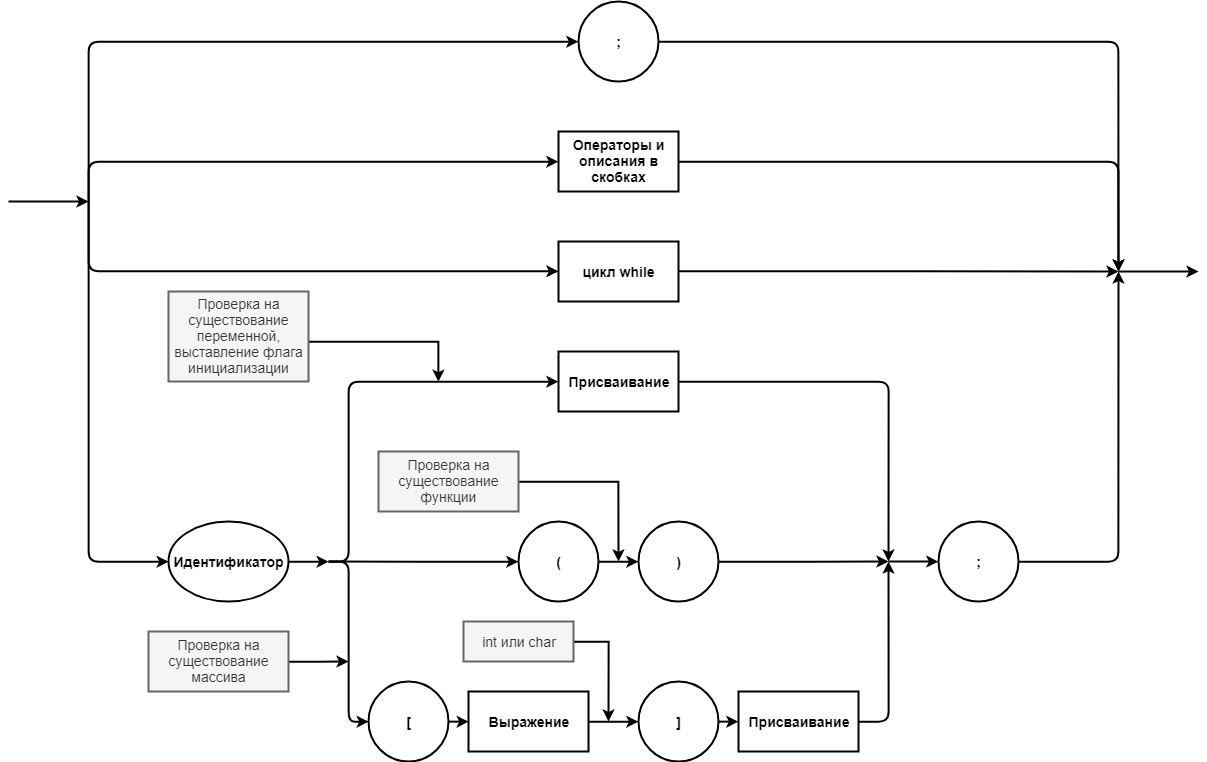 ;
Операторы и
описания в
скобках
цикл while
Проверка на
существование
переменной,
выставление флага
инициализации
Присваивание
Проверка на
существование
функции
Идентификатор
(
)
;
Проверка на
существование
массива
int или char
[
Выражение
]
Присваивание